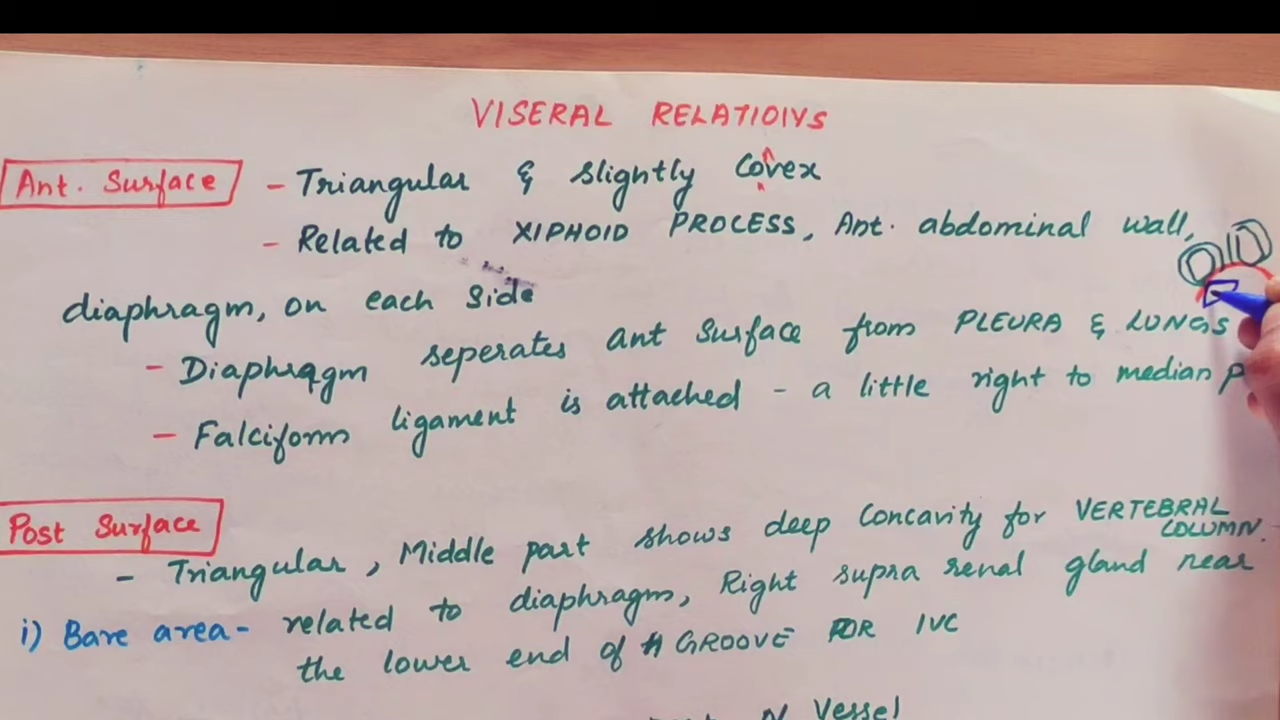 VISERAL RELATIONS
Ant. Surface - Triangular & slightly Covex
- Related to XIPHOID PROCESS, Ant. abdominal wall,
diaphragm, on each side
- Diaphragm seperates ant surface from PLEURA & LUNGS
- Falciform ligament is attached - a little right to median p
Post Surface
- Triangular, Middle part shows deep Concavity for VERTEBRAL COLUMN.
i) Bare area - related to diaphragm, Right supra renal gland near
the lower end of GROOVE FOR IVC
Vessel